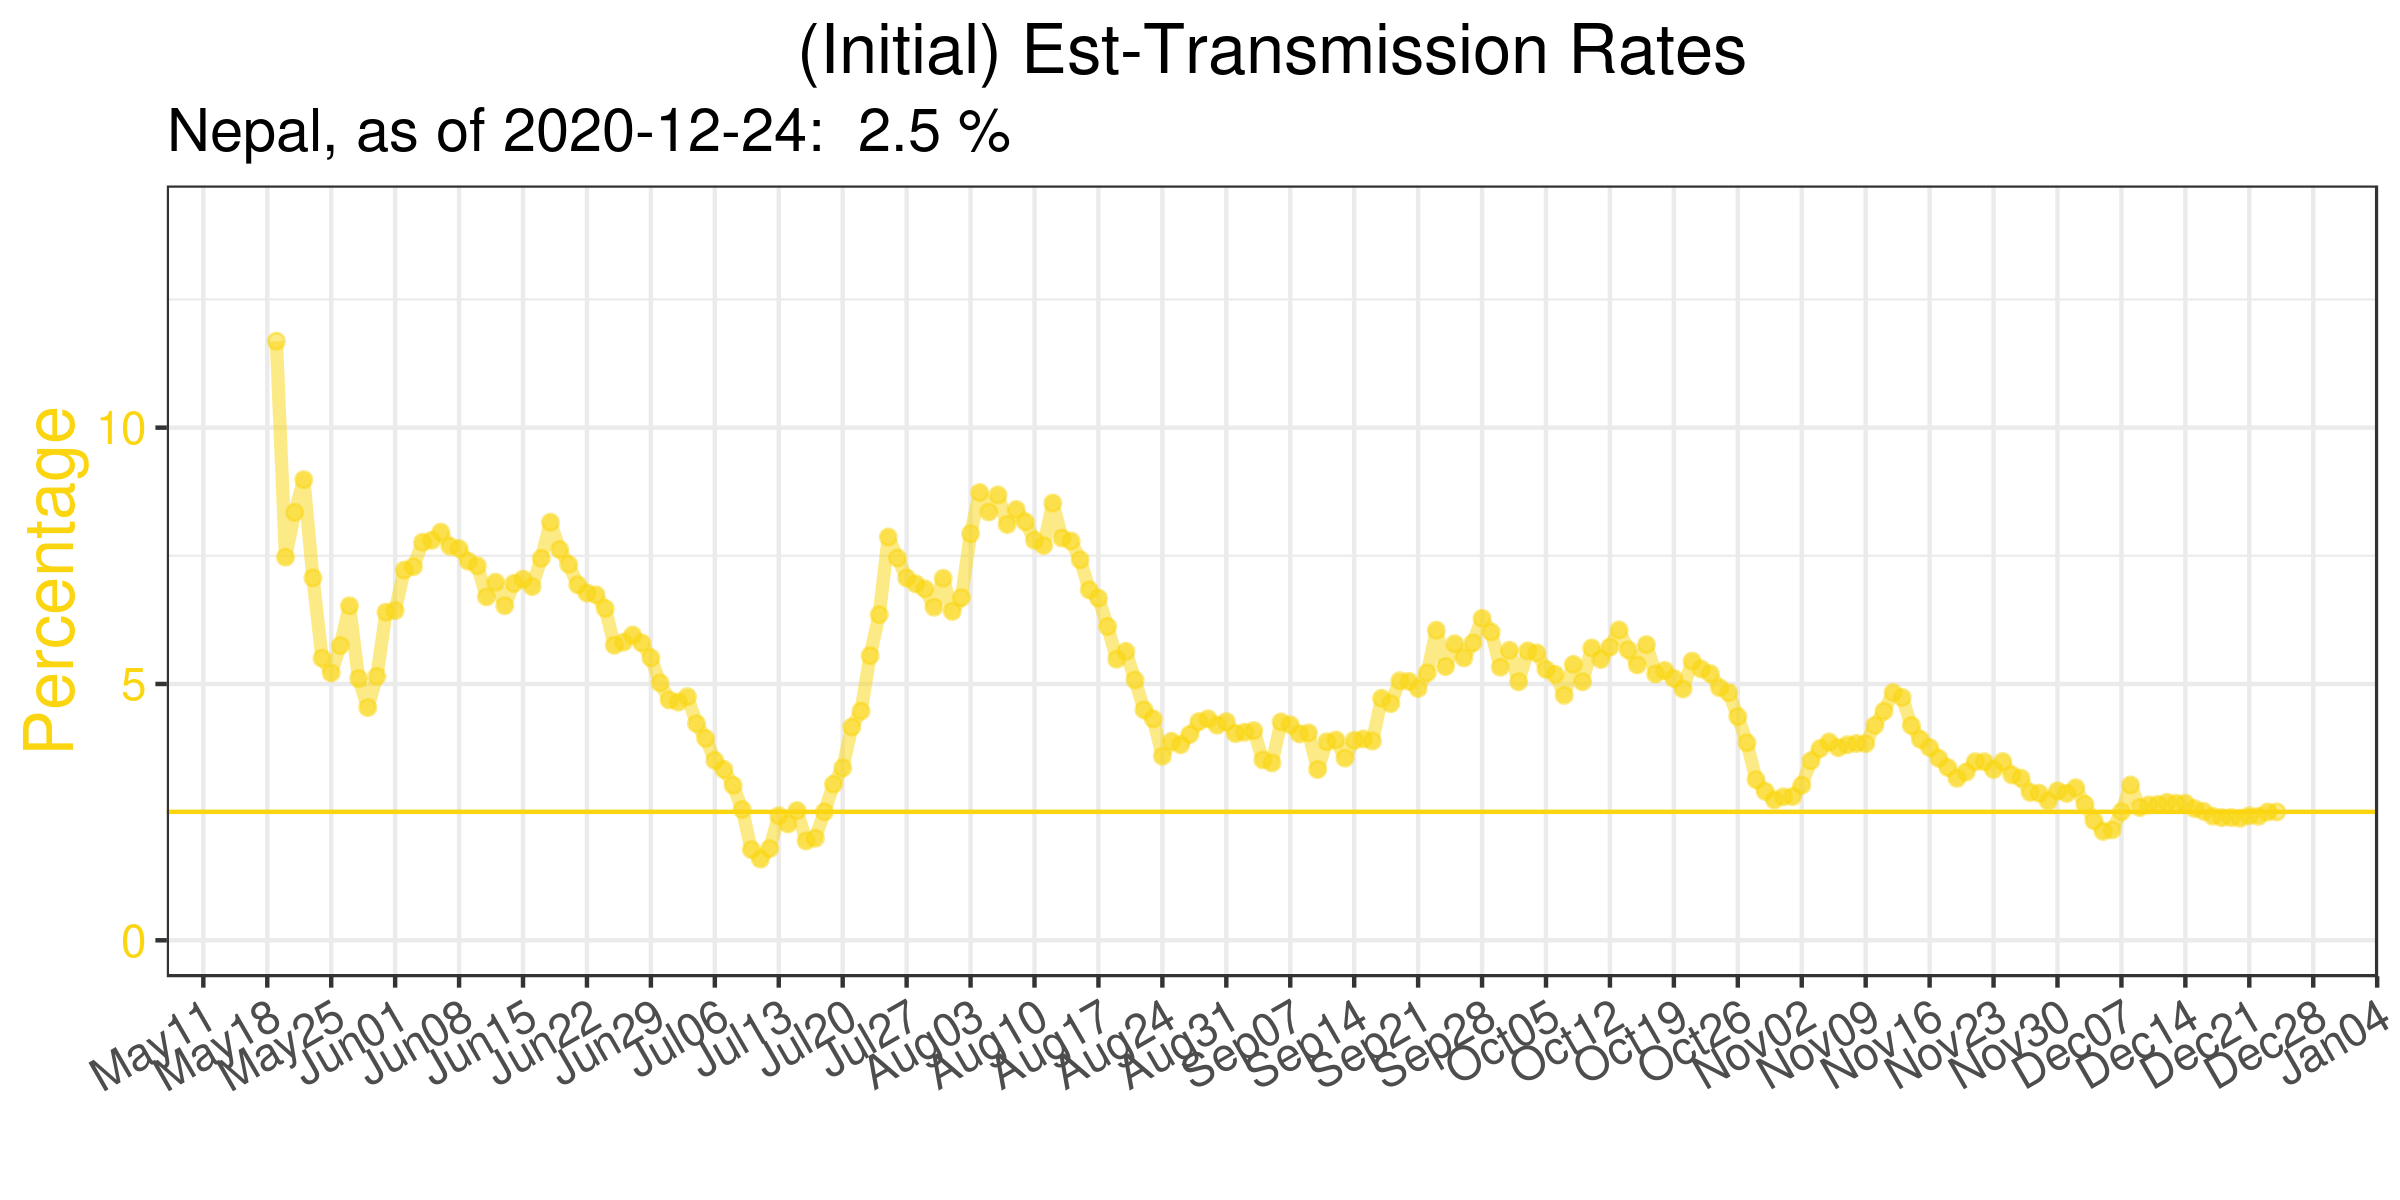 (Initial) Est-Transmission Rates
Nepal, as of 2020-12-24:  2.5 %
Percentage
10
5
0
May11
May18
May25
Jun01
Jun08
Jun15
Jun22
Jun29
Jul06
Jul13
Jul20
Jul27
Aug03
Aug10
Aug17
Aug24
Aug31
Sep07
Sep14
Sep21
Sep28
Oct05
Oct12
Oct19
Oct26
Nov02
Nov09
Nov16
Nov23
Nov30
Dec07
Dec14
Dec21
Dec28
Jan04